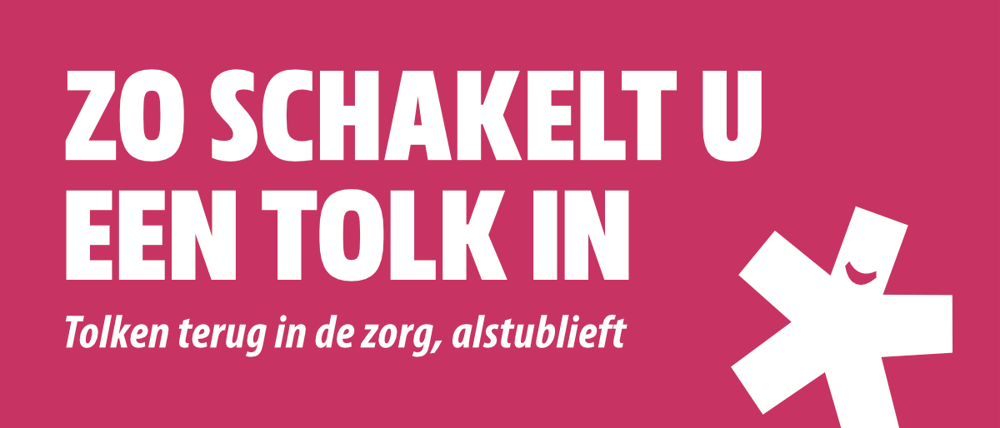 ZO SCHAKELT U
EEN TOLK IN
Tolken terug in de zorg, alstublieft